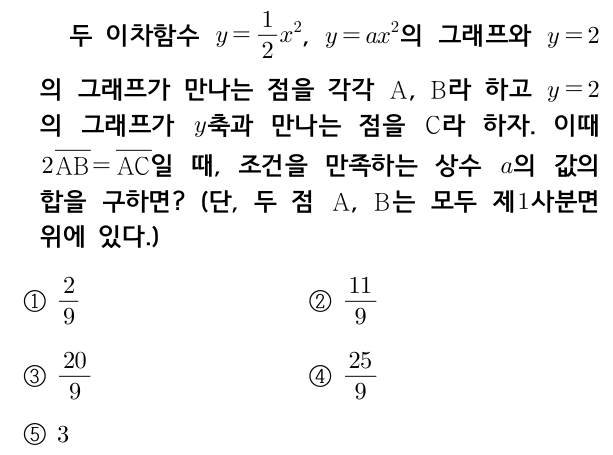 두 이차함수 y = \frac{1}{2}x^2, y = ax^2의 그래프와 y = 2
의 그래프가 만나는 점을 각각 A, B라 하고 y = 2
의 그래프가 y축과 만나는 점을 C라 하자. 이때
2\overline{AB} = \overline{AC}일 때, 조건을 만족하는 상수 a의 값의
합을 구하면? (단, 두 점 A, B는 모두 제1사분면
위에 있다.)
① \frac{2}{9} ② \frac{11}{9}
③ \frac{20}{9} ④ \frac{25}{9}
⑤ 3